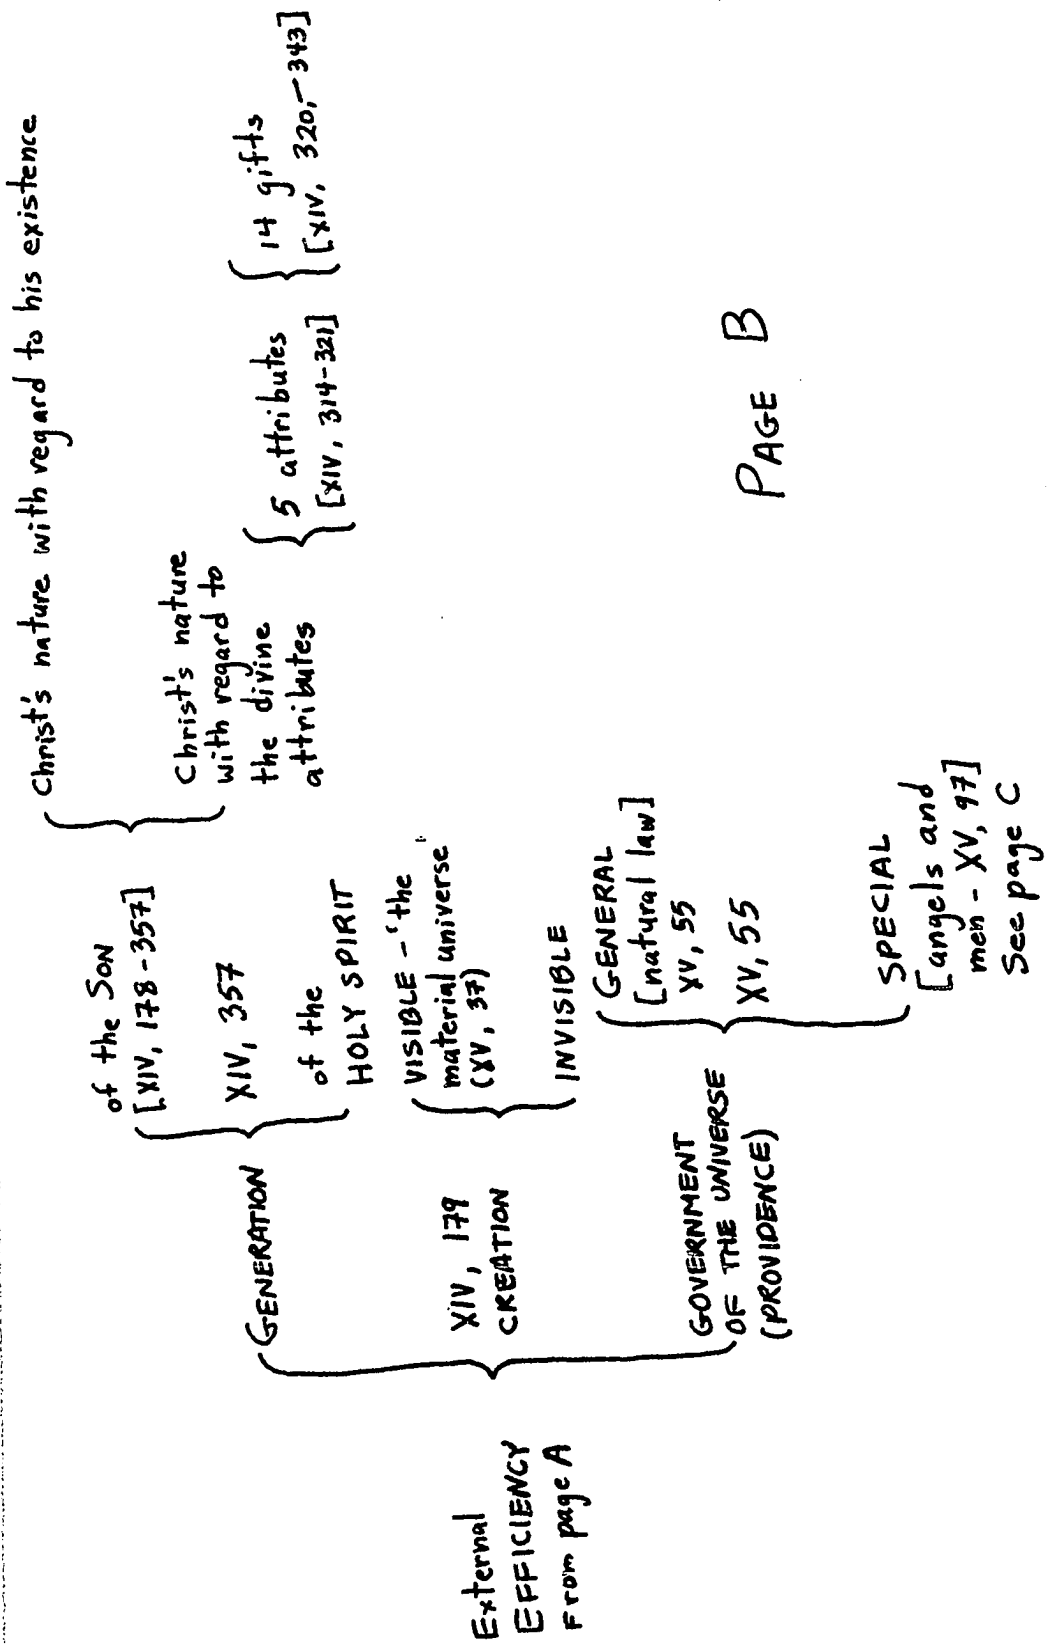 Christ's nature with regard to his existence
of the SON
[XIV, 178-357]
Christ's nature
with regard to
the divine
attributes
5 attributes
[XIV, 314-321]
14 gifts
[XIV, 320,-343]
GENERATION
XIV, 357
of the
HOLY SPIRIT
External
EFFICIENCY
From page A
XIV, 179
CREATION
VISIBLE - 'the
material universe'
(XV, 37)
INVISIBLE
GOVERNMENT
OF THE UNIVERSE
(PROVIDENCE)
GENERAL
[natural law]
XV, 55
XV, 55
SPECIAL
[angels and
men - XV, 97]
See page C
PAGE B